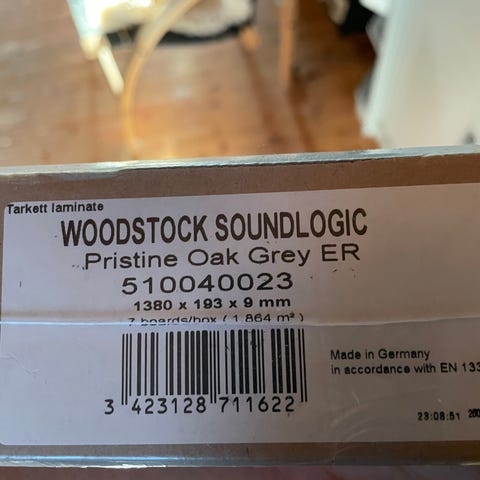 Tarkett laminate
WOODSTOCK SOUNDLOGIC
Pristine Oak Grey ER
510040023
1380 x 193 x 9 mm
7 boards/box ( 1,864 m² )
Made in Germany
in accordance with EN 133
3 423128 711622
23:08:51